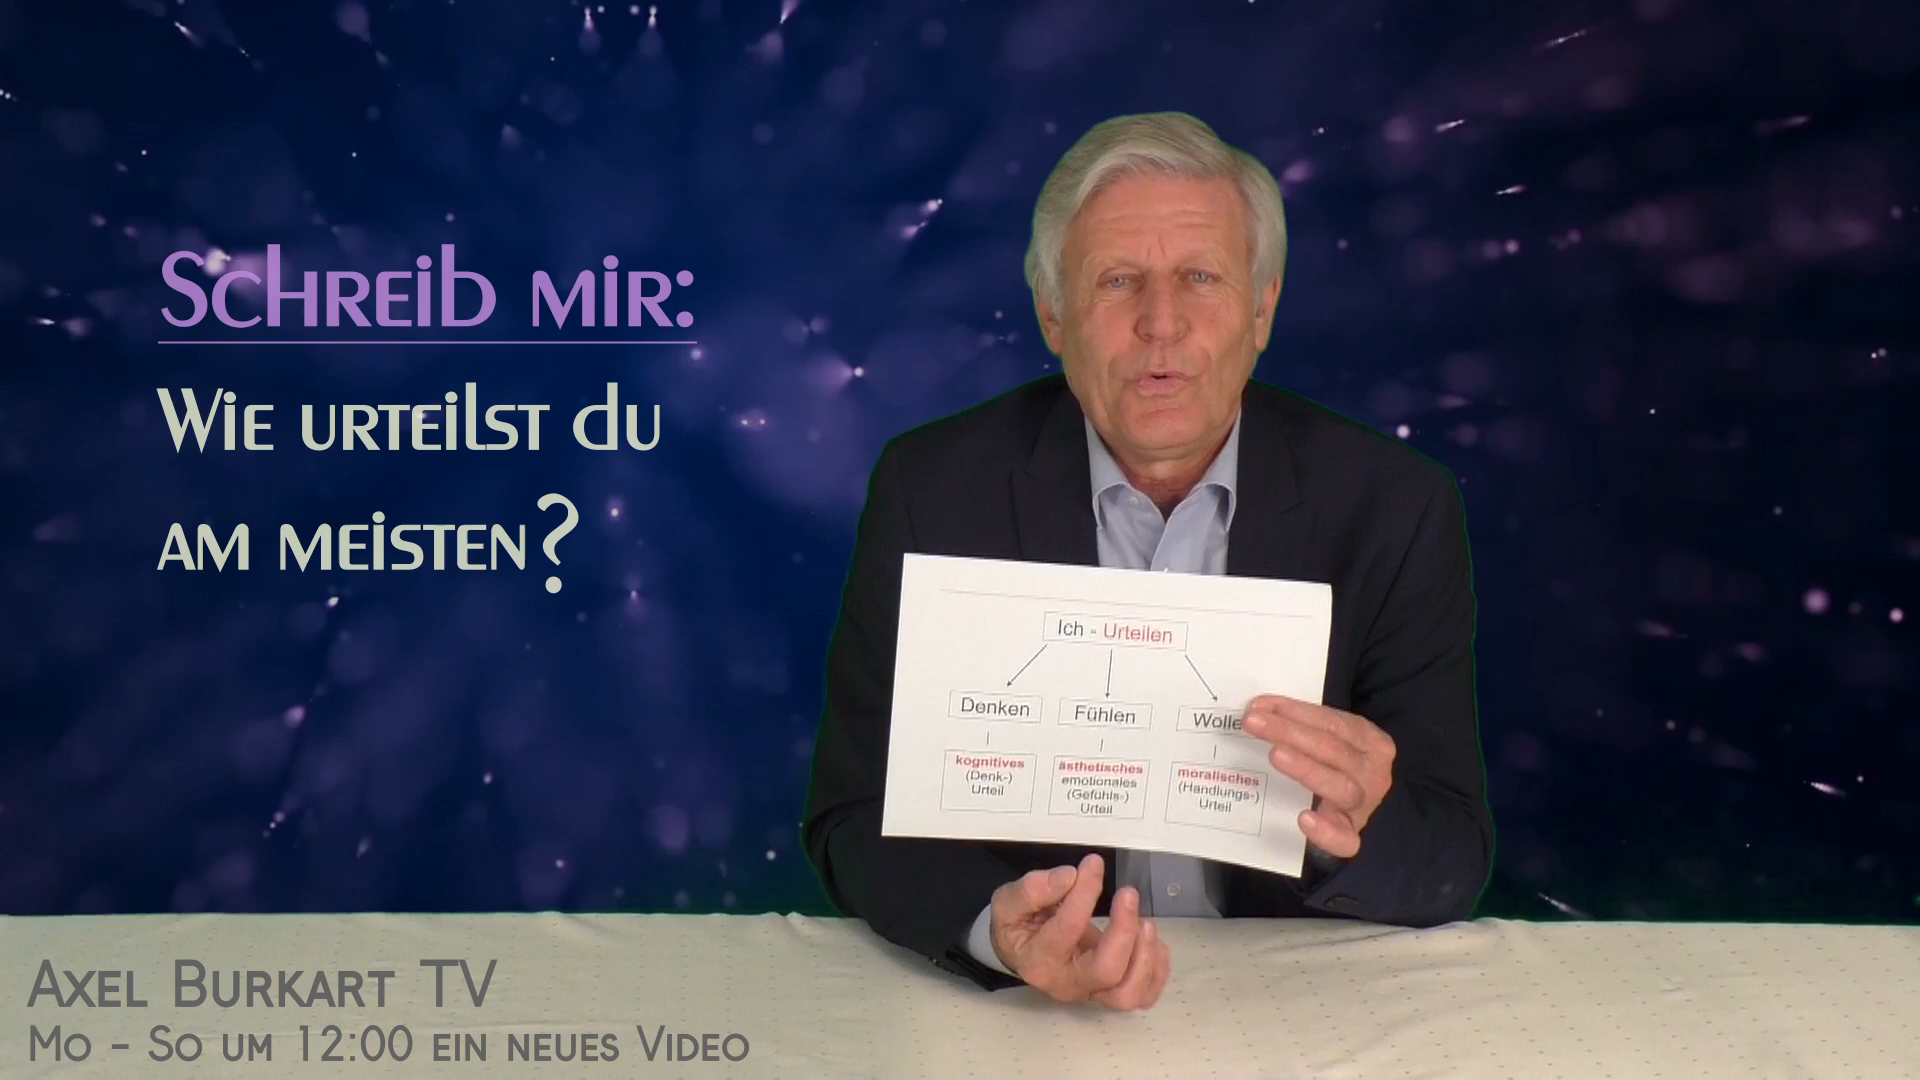 Schreib mir:
Wie urteilst du
am meisten?
Ich - Urteilen
Denken
Fühlen
Wolle
kognitives
(Denk-)
Urteil
ästhetisches
emotionales
(Gefühls-)
Urteil
moralisches
(Handlungs-)
Urteil
Axel Burkart TV
Mo - So um 12:00 ein neues Video